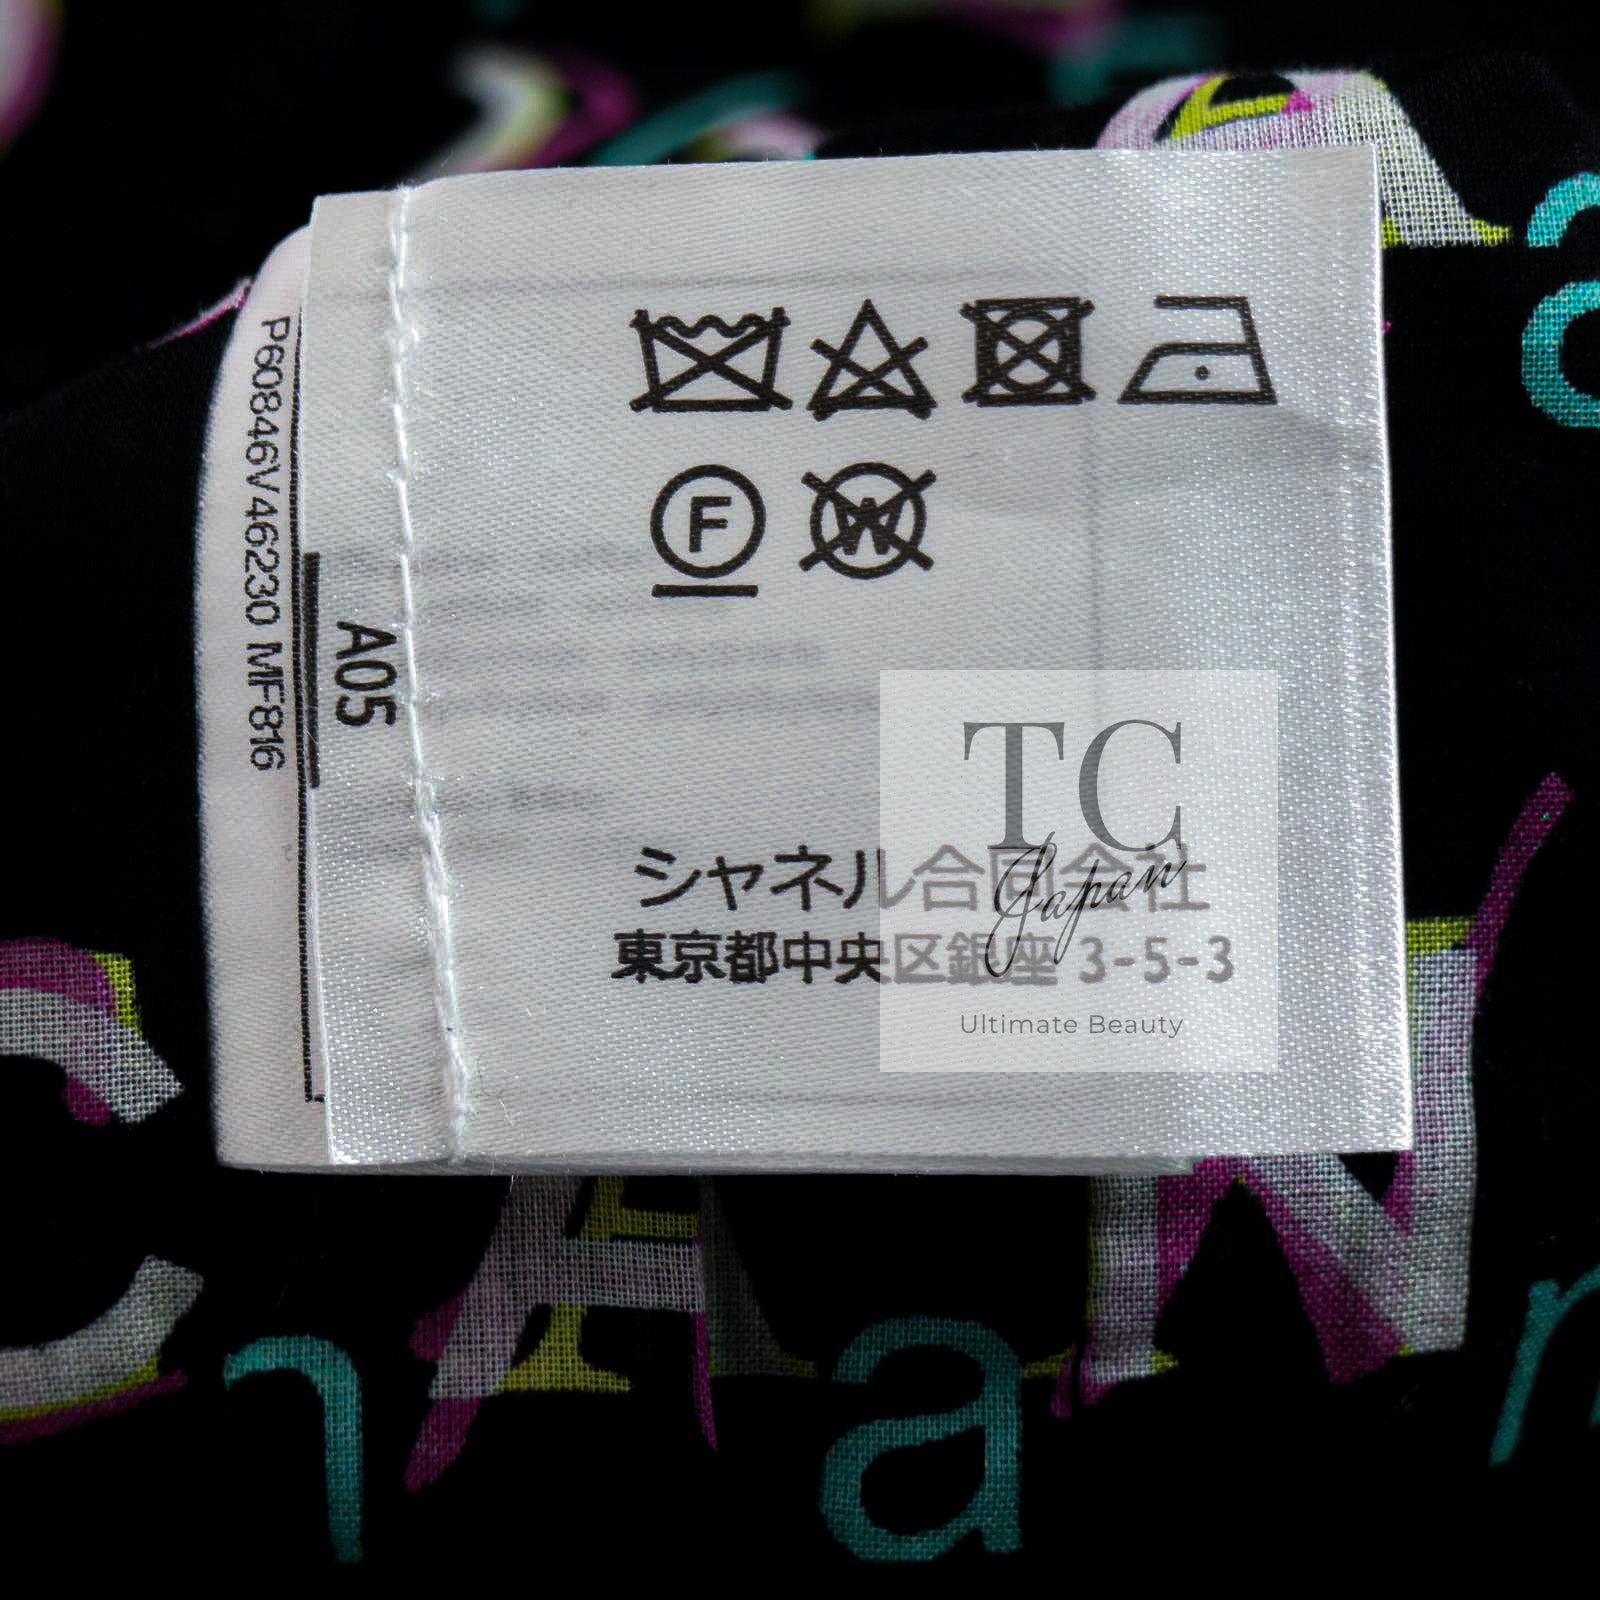 P60846V46230 MF816
A05
F
W
シャネル合同会社
東京都中央区銀座 3-5-3
TC
Japan
Ultimate Beauty
CHAN
a
a